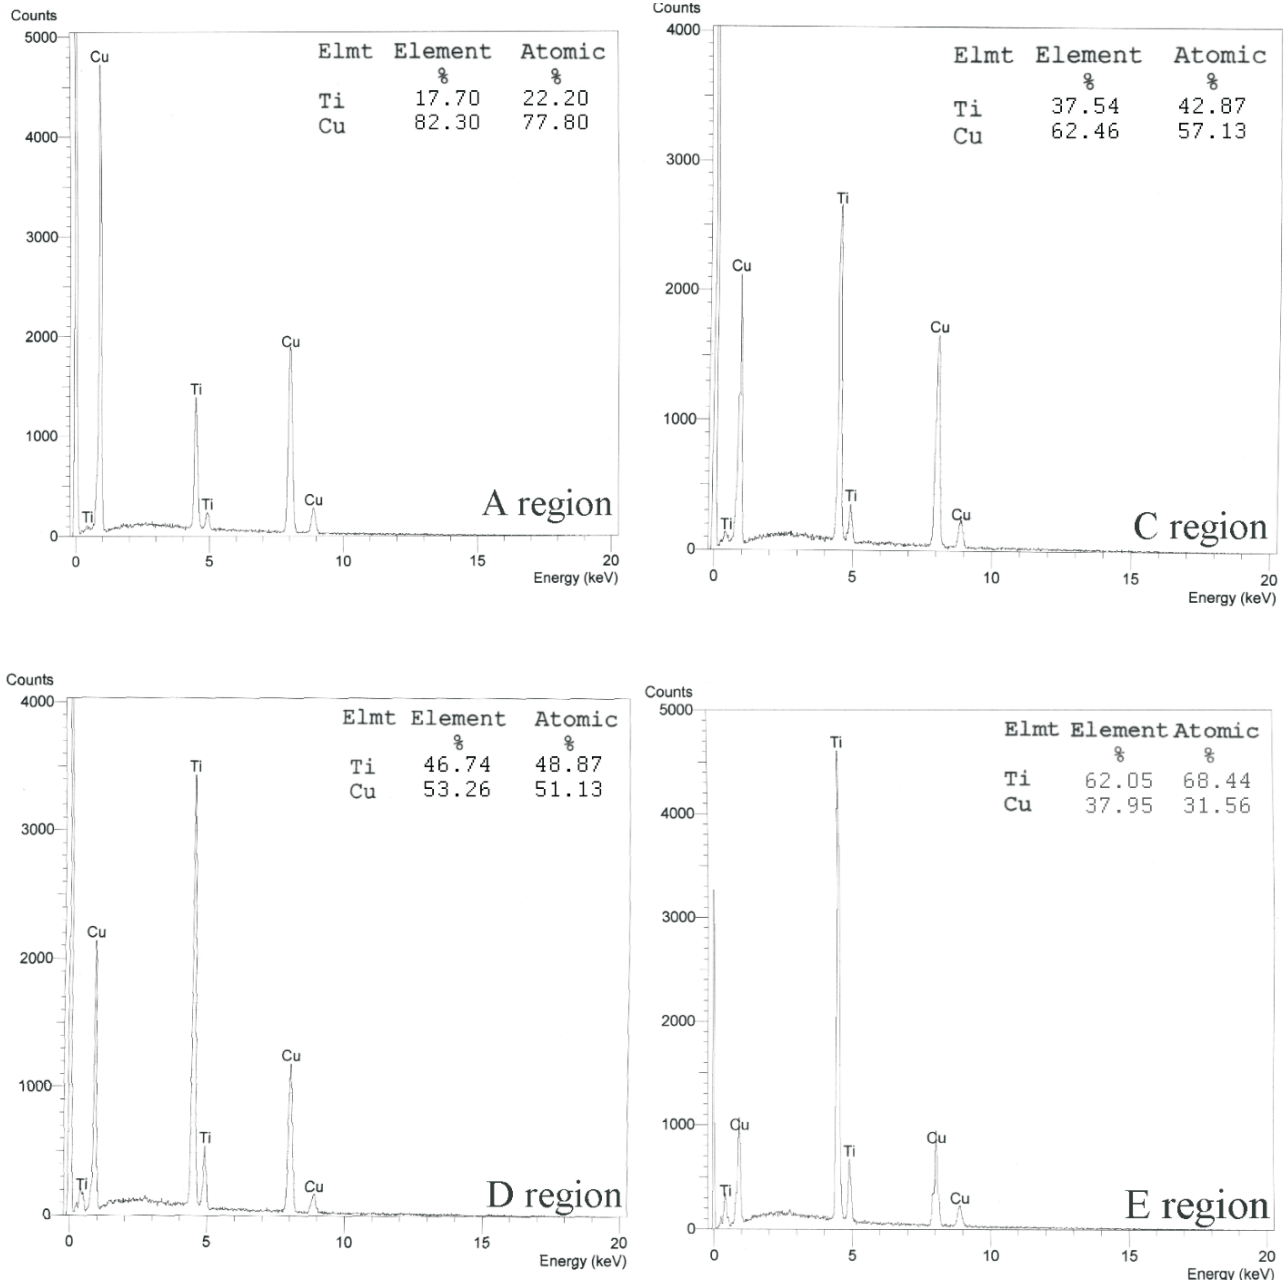 Counts
5000
4000
3000
2000
1000
0
Cu
Ti
Ti
Ti
Cu
Cu
Elmt Element Atomic
% %
Ti 17.70 22.20
Cu 82.30 77.80
A region
0 5 10 15 20
Energy (keV)
Counts
4000
3000
2000
1000
0
Ti
Cu
Ti
Ti
Cu
Cu
Elmt Element Atomic
% %
Ti 37.54 42.87
Cu 62.46 57.13
C region
0 5 10 15 20
Energy (keV)
Counts
4000
3000
2000
1000
0
Ti
Cu
Ti
Ti
Cu
Cu
Elmt Element Atomic
% %
Ti 46.74 48.87
Cu 53.26 51.13
D region
0 5 10 15 20
Energy (keV)
Counts
5000
4000
3000
2000
1000
0
Ti
Cu
Ti
Ti
Cu
Cu
Elmt Element Atomic
% %
Ti 62.05 68.44
Cu 37.95 31.56
E region
0 5 10 15 20
Energy (keV)